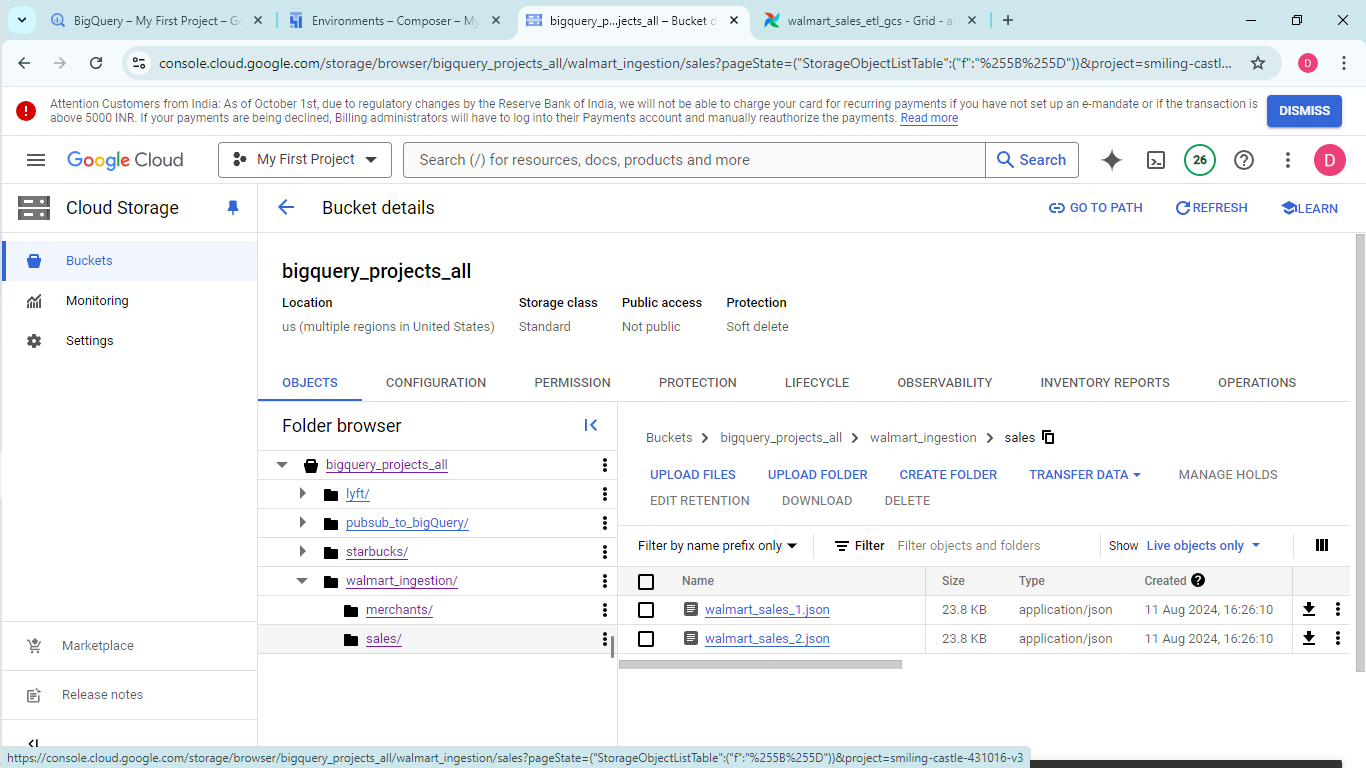 BigQuery – My First Project – Go
Environments – Composer – My
bigquery_p...jects_all – Bucket d
walmart_sales_etl_gcs - Grid - ai
console.cloud.google.com/storage/browser/bigquery_projects_all/walmart_ingestion/sales?pageState=("StorageObjectListTable":("f":"%255B%255D"))&project=smiling-castle-431016-v3...
D
Attention Customers from India: As of October 1st, due to regulatory changes by the Reserve Bank of India, we will not be able to charge your card for recurring payments if you have not set up an e-mandate or if the transaction is
above 5000 INR. If your payments are being declined, Billing administrators will have to log into their Payments account and manually reauthorize the payments. Read more
DISMISS
Google Cloud
My First Project
Search (/) for resources, docs, products and more
Search
26
D
Cloud Storage
Bucket details
GO TO PATH
REFRESH
LEARN
Buckets
Monitoring
Settings
Marketplace
Release notes
bigquery_projects_all
Location
Storage class
Public access
Protection
us (multiple regions in United States)
Standard
Not public
Soft delete
OBJECTS
CONFIGURATION
PERMISSION
PROTECTION
LIFECYCLE
OBSERVABILITY
INVENTORY REPORTS
OPERATIONS
Folder browser
bigquery_projects_all
lyft/
pubsub_to_bigQuery/
starbucks/
walmart_ingestion/
merchants/
sales/
Buckets
bigquery_projects_all
walmart_ingestion
sales
UPLOAD FILES
UPLOAD FOLDER
CREATE FOLDER
TRANSFER DATA
MANAGE HOLDS
EDIT RETENTION
DOWNLOAD
DELETE
Filter by name prefix only
Filter
Filter objects and folders
Show
Live objects only
Name
Size
Type
Created
walmart_sales_1.json
23.8 KB
application/json
11 Aug 2024, 16:26:10
walmart_sales_2.json
23.8 KB
application/json
11 Aug 2024, 16:26:10
https://console.cloud.google.com/storage/browser/bigquery_projects_all/walmart_ingestion/sales?pageState=("StorageObjectListTable":("f":"%255B%255D"))&project=smiling-castle-431016-v3